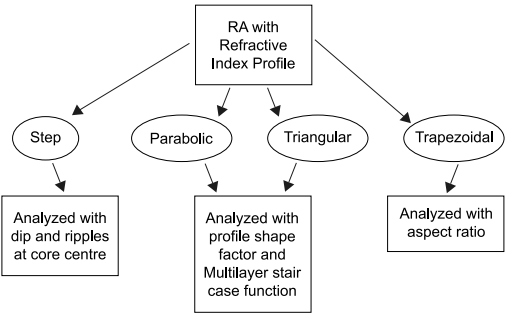 RA with
Refractive
Index Profile
Step
Parabolic
Triangular
Trapezoidal
Analyzed with
dip and ripples
at core centre
Analyzed with
profile shape
factor and
Multilayer stair
case function
Analyzed with
aspect ratio